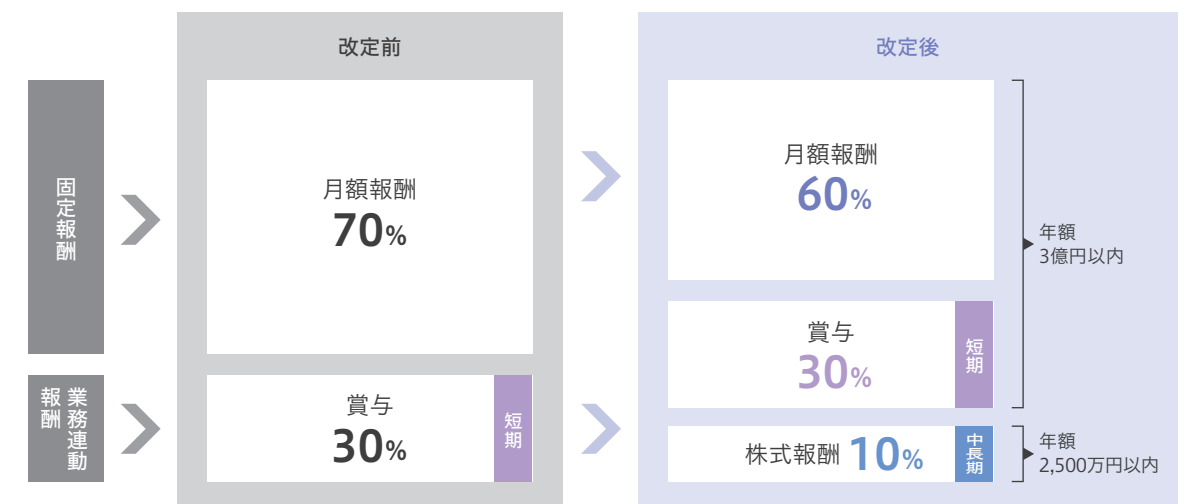 改定前
改定後
固定報酬
月額報酬
70%
月額報酬
60%
年額
3億円以内
賞与
30%
短期
業務連動
報酬
賞与
30%
短期
株式報酬 10%
中長期
年額
2,500万円以内